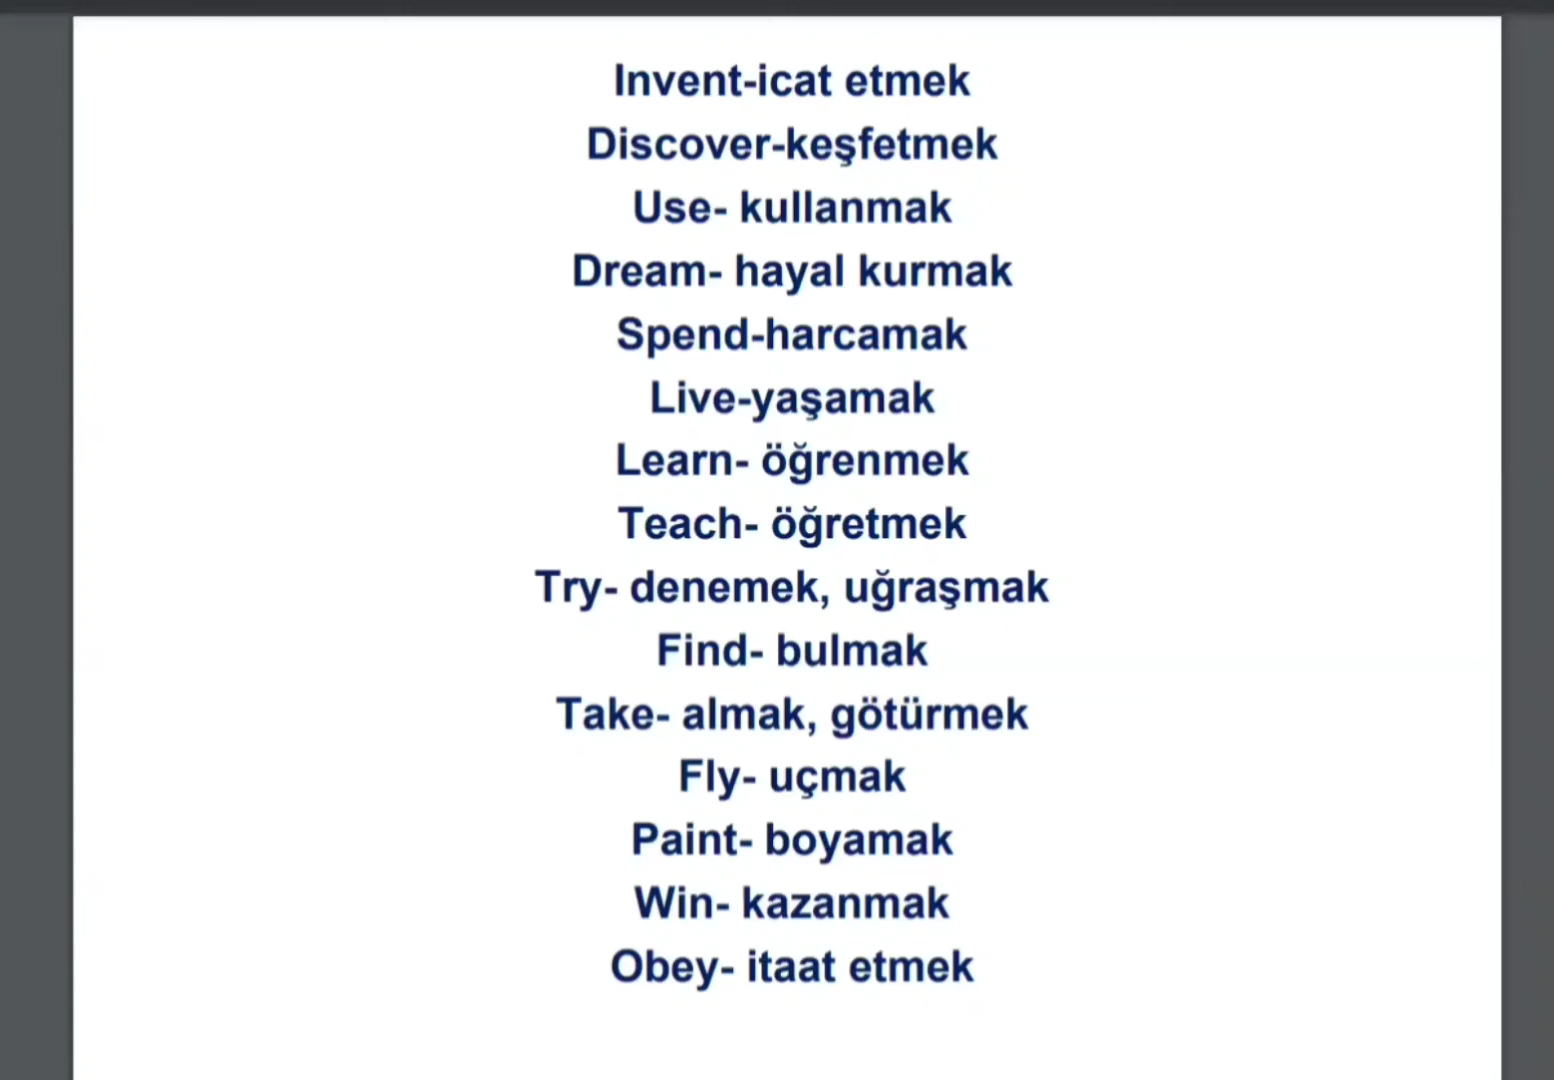 Invent-icat etmek
Discover-keşfetmek
Use- kullanmak
Dream- hayal kurmak
Spend-harcamak
Live-yaşamak
Learn- öğrenmek
Teach- öğretmek
Try- denemek, uğraşmak
Find- bulmak
Take- almak, götürmek
Fly- uçmak
Paint- boyamak
Win- kazanmak
Obey- itaat etmek